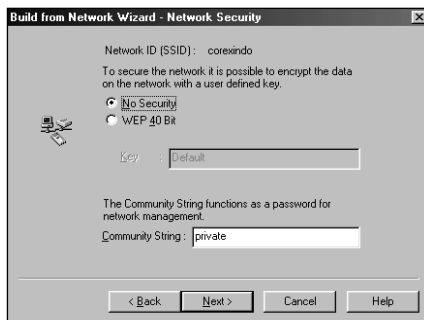 Build from Network Wizard - Network Security
Network ID (SSID) : corexindo
To secure the network it is possible to encrypt the data
on the network with a user defined key.
No Security
WEP 40 Bit
Key : Default
The Community String functions as a password for
network management.
Community String : private
< Back Next > Cancel Help